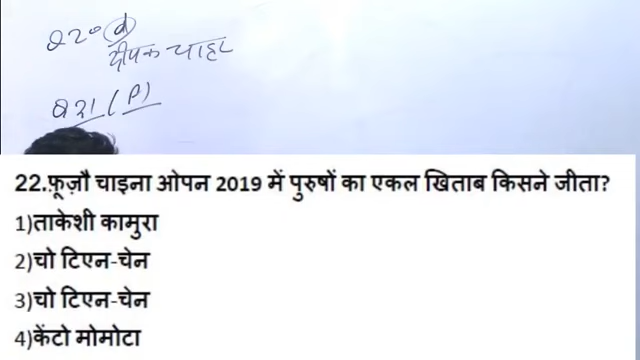 Q20 (d)
दीपक चाहर
Q21 (P)
22.फ़ूज़ौ चाइना ओपन 2019 में पुरुषों का एकल खिताब किसने जीता?
1)ताकेशी कामुरा
2)चो टिएन-चेन
3)चो टिएन-चेन
4)केंटो मोमोटा